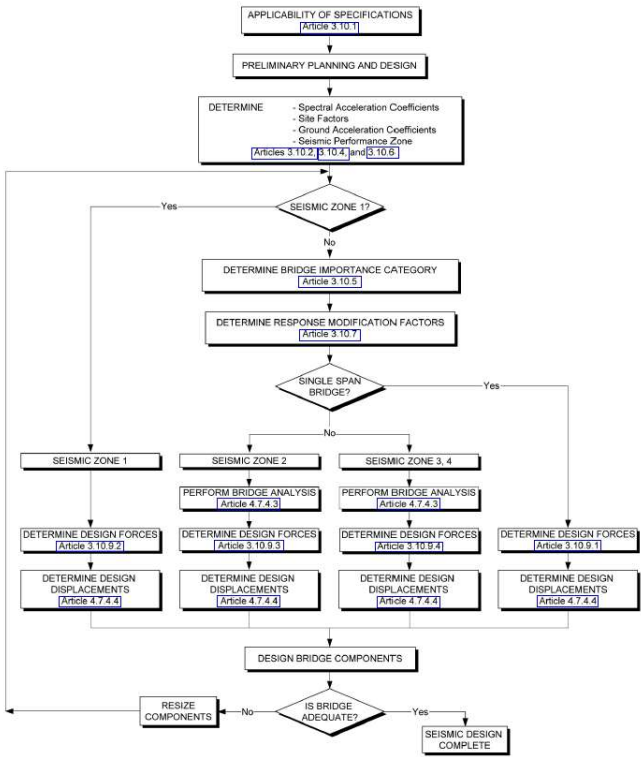 APPLICABILITY OF SPECIFICATIONS
Article 3.10.1
PRELIMINARY PLANNING AND DESIGN
DETERMINE - Spectral Acceleration Coefficients
- Site Factors
- Ground Acceleration Coefficients
- Seismic Performance Zone
Articles 3.10.2, 3.10.4, and 3.10.6
Yes
SEISMIC ZONE 1?
No
DETERMINE BRIDGE IMPORTANCE CATEGORY
Article 3.10.5
DETERMINE RESPONSE MODIFICATION FACTORS
Article 3.10.7
SINGLE SPAN
BRIDGE?
Yes
No
SEISMIC ZONE 1
SEISMIC ZONE 2
SEISMIC ZONE 3, 4
PERFORM BRIDGE ANALYSIS
Article 4.7.4.3
PERFORM BRIDGE ANALYSIS
Article 4.7.4.3
DETERMINE DESIGN FORCES
Article 3.10.9.2
DETERMINE DESIGN FORCES
Article 3.10.9.3
DETERMINE DESIGN FORCES
Article 3.10.9.4
DETERMINE DESIGN FORCES
Article 3.10.9.1
DETERMINE DESIGN
DISPLACEMENTS
Article 4.7.4.4
DETERMINE DESIGN
DISPLACEMENTS
Article 4.7.4.4
DETERMINE DESIGN
DISPLACEMENTS
Article 4.7.4.4
DETERMINE DESIGN
DISPLACEMENTS
Article 4.7.4.4
DESIGN BRIDGE COMPONENTS
RESIZE
COMPONENTS
No
IS BRIDGE
ADEQUATE?
Yes
SEISMIC DESIGN
COMPLETE